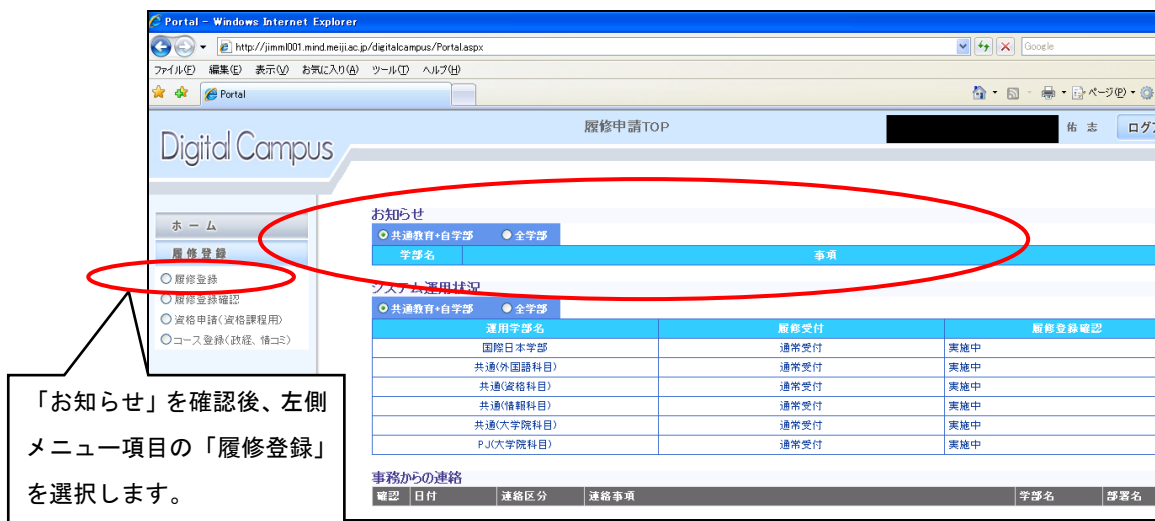 Portal - Windows Internet Explorer
http://jimml001.mind.meiji.ac.jp/digitalcampus/Portal.aspx
Google
ファイル(F) 編集(E) 表示(V) お気に入り(A) ツール(T) ヘルプ(H)
Portal
ページ(P)
Digital Campus
履修申請TOP
佑 志
ログア
ホーム
履修登録
履修登録
履修登録確認
資格申請(資格課程用)
コース登録(政経、情コミ)
お知らせ
共通教育+自学部 全学部
学部名 事項
システム運用状況
共通教育+自学部 全学部
運用学部名 履修受付 履修登録確認
国際日本学部 通常受付 実施中
共通(外国語科目) 通常受付 実施中
共通(資格科目) 通常受付 実施中
共通(情報科目) 通常受付 実施中
共通(大学院科目) 通常受付 実施中
PJ(大学院科目) 通常受付 実施中
事務からの連絡
確認 日付 連絡区分 連絡事項 学部名 部署名
「お知らせ」を確認後、左側
メニュー項目の「履修登録」
を選択します。